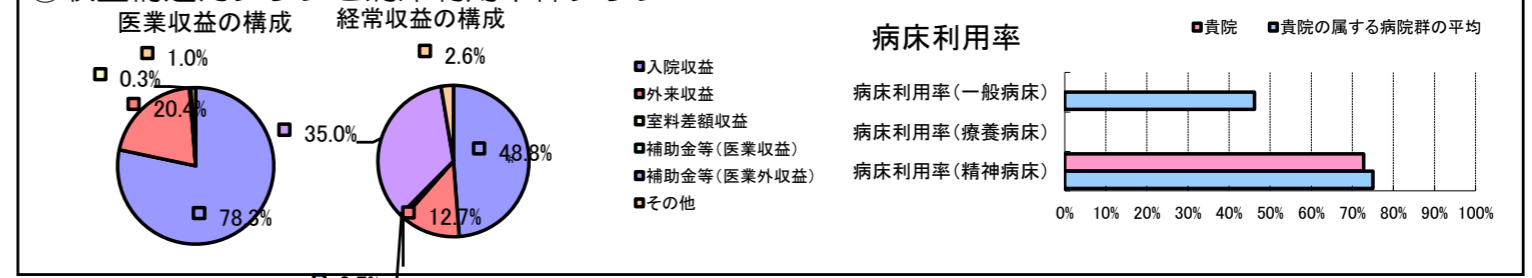 医業収益の構成
経常収益の構成
1.0%
0.3%
20.4%
78.3%
2.6%
35.0%
48.8%
12.7%
入院収益
外来収益
室料差額収益
補助金等(医業収益)
補助金等(医業外収益)
その他
病床利用率
貴院
貴院の属する病院群の平均
病床利用率(一般病床)
病床利用率(療養病床)
病床利用率(精神病床)
0% 10% 20% 30% 40% 50% 60% 70% 80% 90% 100%